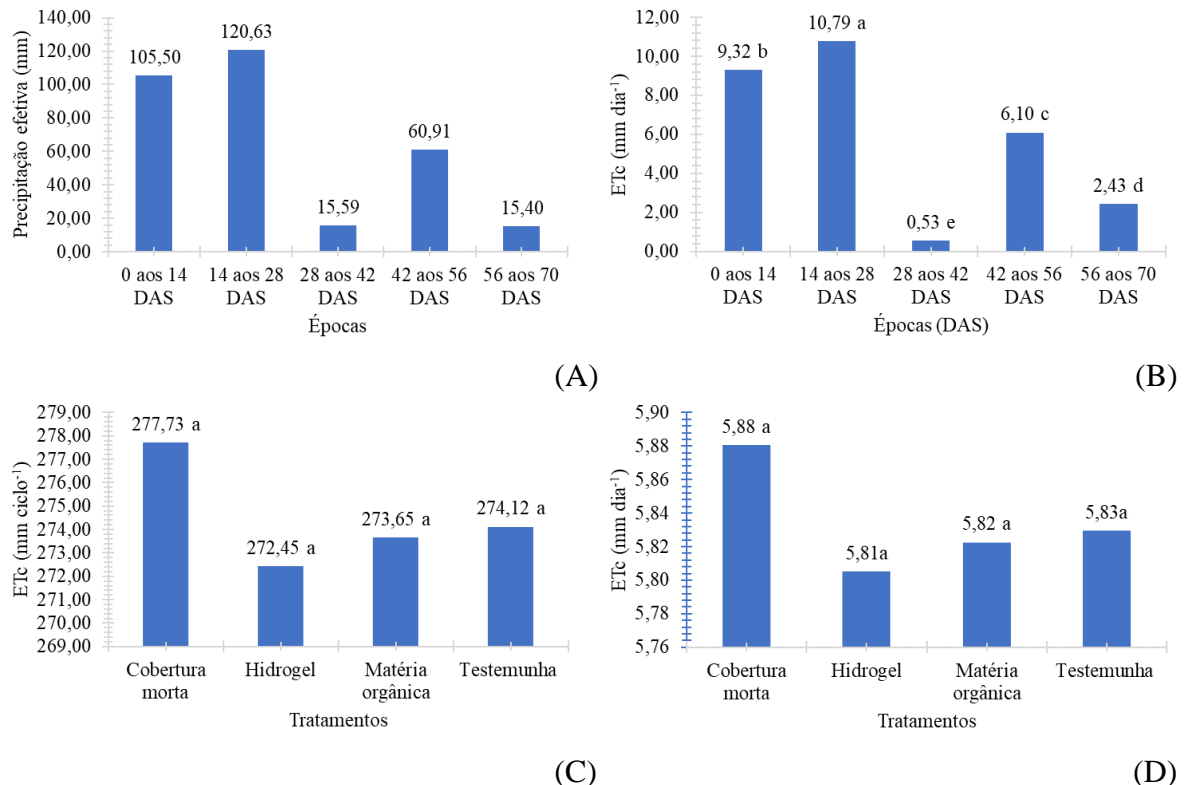 Precipitação efetiva (mm)
140,00
120,00
100,00
80,00
60,00
40,00
20,00
0,00
105,50
120,63
15,59
60,91
15,40
0 aos 14 DAS
14 aos 28 DAS
28 aos 42 DAS
42 aos 56 DAS
56 aos 70 DAS
Épocas
(A)
ETc (mm dia⁻¹)
12,00
10,00
8,00
6,00
4,00
2,00
0,00
9,32 b
10,79 a
0,53 e
6,10 c
2,43 d
0 aos 14 DAS
14 aos 28 DAS
28 aos 42 DAS
42 aos 56 DAS
56 aos 70 DAS
Épocas (DAS)
(B)
ETc (mm ciclo⁻¹)
279,00
278,00
277,00
276,00
275,00
274,00
273,00
272,00
271,00
270,00
269,00
277,73 a
272,45 a
273,65 a
274,12 a
Cobertura morta
Hidrogel
Matéria orgânica
Testemunha
Tratamentos
(C)
ETc (mm dia⁻¹)
5,90
5,88
5,86
5,84
5,82
5,80
5,78
5,76
5,88 a
5,81a
5,82 a
5,83a
Cobertura morta
Hidrogel
Matéria orgânica
Testemunha
Tratamentos
(D)